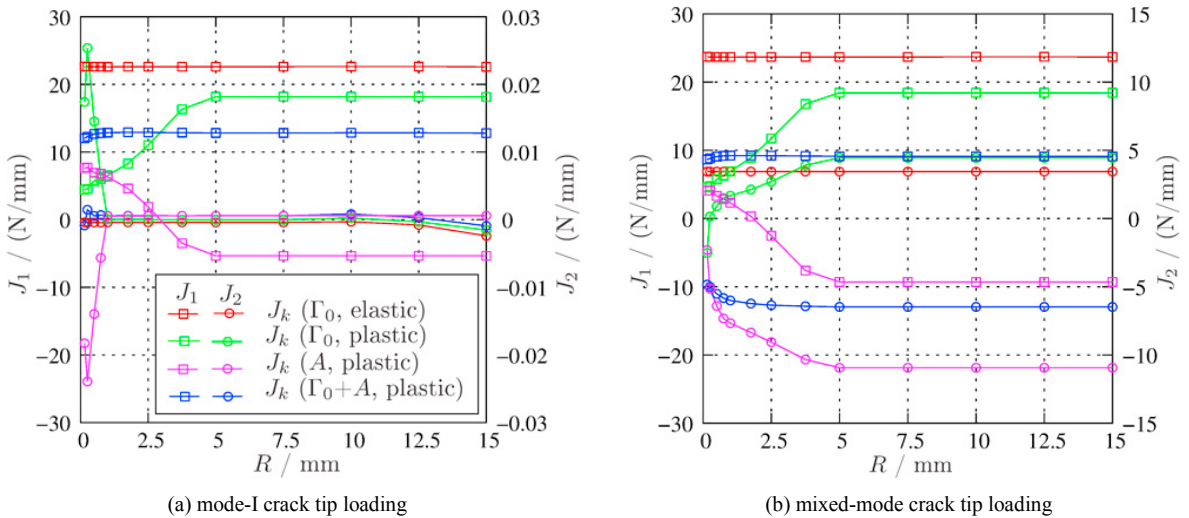 30
20
10
0
−10
−20
−30
J1 / (N/mm)
0.03
0.02
0.01
0
−0.01
−0.02
−0.03
J2 / (N/mm)
J1 J2
Jk (Γ0, elastic)
Jk (Γ0, plastic)
Jk (A, plastic)
Jk (Γ0+A, plastic)
0 2.5 5 7.5 10 12.5 15
R / mm
(a) mode-I crack tip loading
30
20
10
0
−10
−20
−30
J1 / (N/mm)
15
10
5
0
−5
−10
−15
J2 / (N/mm)
0 2.5 5 7.5 10 12.5 15
R / mm
(b) mixed-mode crack tip loading